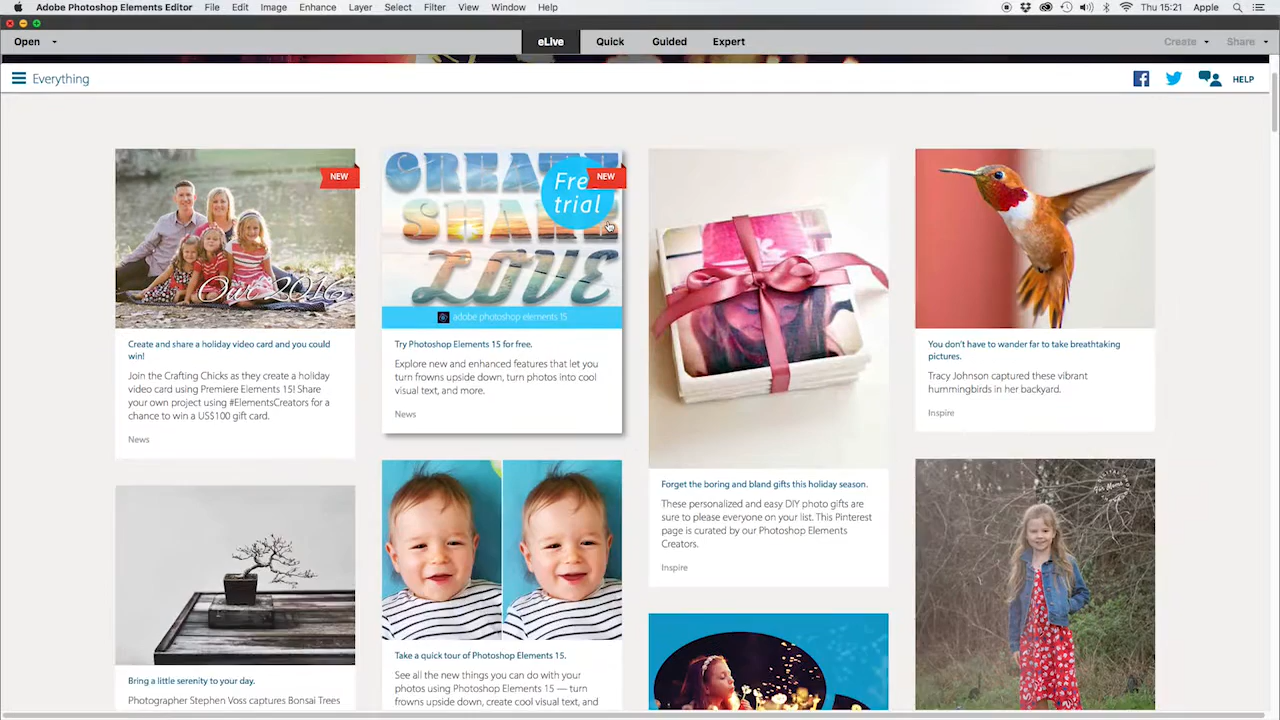 Adobe Photoshop Elements Editor File Edit Image Enhance Layer Select Filter View Window Help Thu 15:21 Apple
Open eLive Quick Guided Expert Create Share
Everything HELP
NEW
Our 2016
Create and share a holiday video card and you could
win!
Join the Crafting Chicks as they create a holiday
video card using Premiere Elements 15! Share
your own project using #ElementsCreators for a
chance to win a US$100 gift card.
News
CREATE
SHARE
LOVE
Free
trial
NEW
adobe photoshop elements 15
Try Photoshop Elements 15 for free.
Explore new and enhanced features that let you
turn frowns upside down, turn photos into cool
visual text, and more.
News
Forget the boring and bland gifts this holiday season.
These personalized and easy DIY photo gifts are
sure to please everyone on your list. This Pinterest
page is curated by our Photoshop Elements
Creators.
Inspire
You don't have to wander far to take breathtaking
pictures.
Tracy Johnson captured these vibrant
hummingbirds in her backyard.
Inspire
Bring a little serenity to your day.
Photographer Stephen Voss captures Bonsai Trees
Take a quick tour of Photoshop Elements 15.
See all the new things you can do with your
photos using Photoshop Elements 15 — turn
frowns upside down, create cool visual text, and